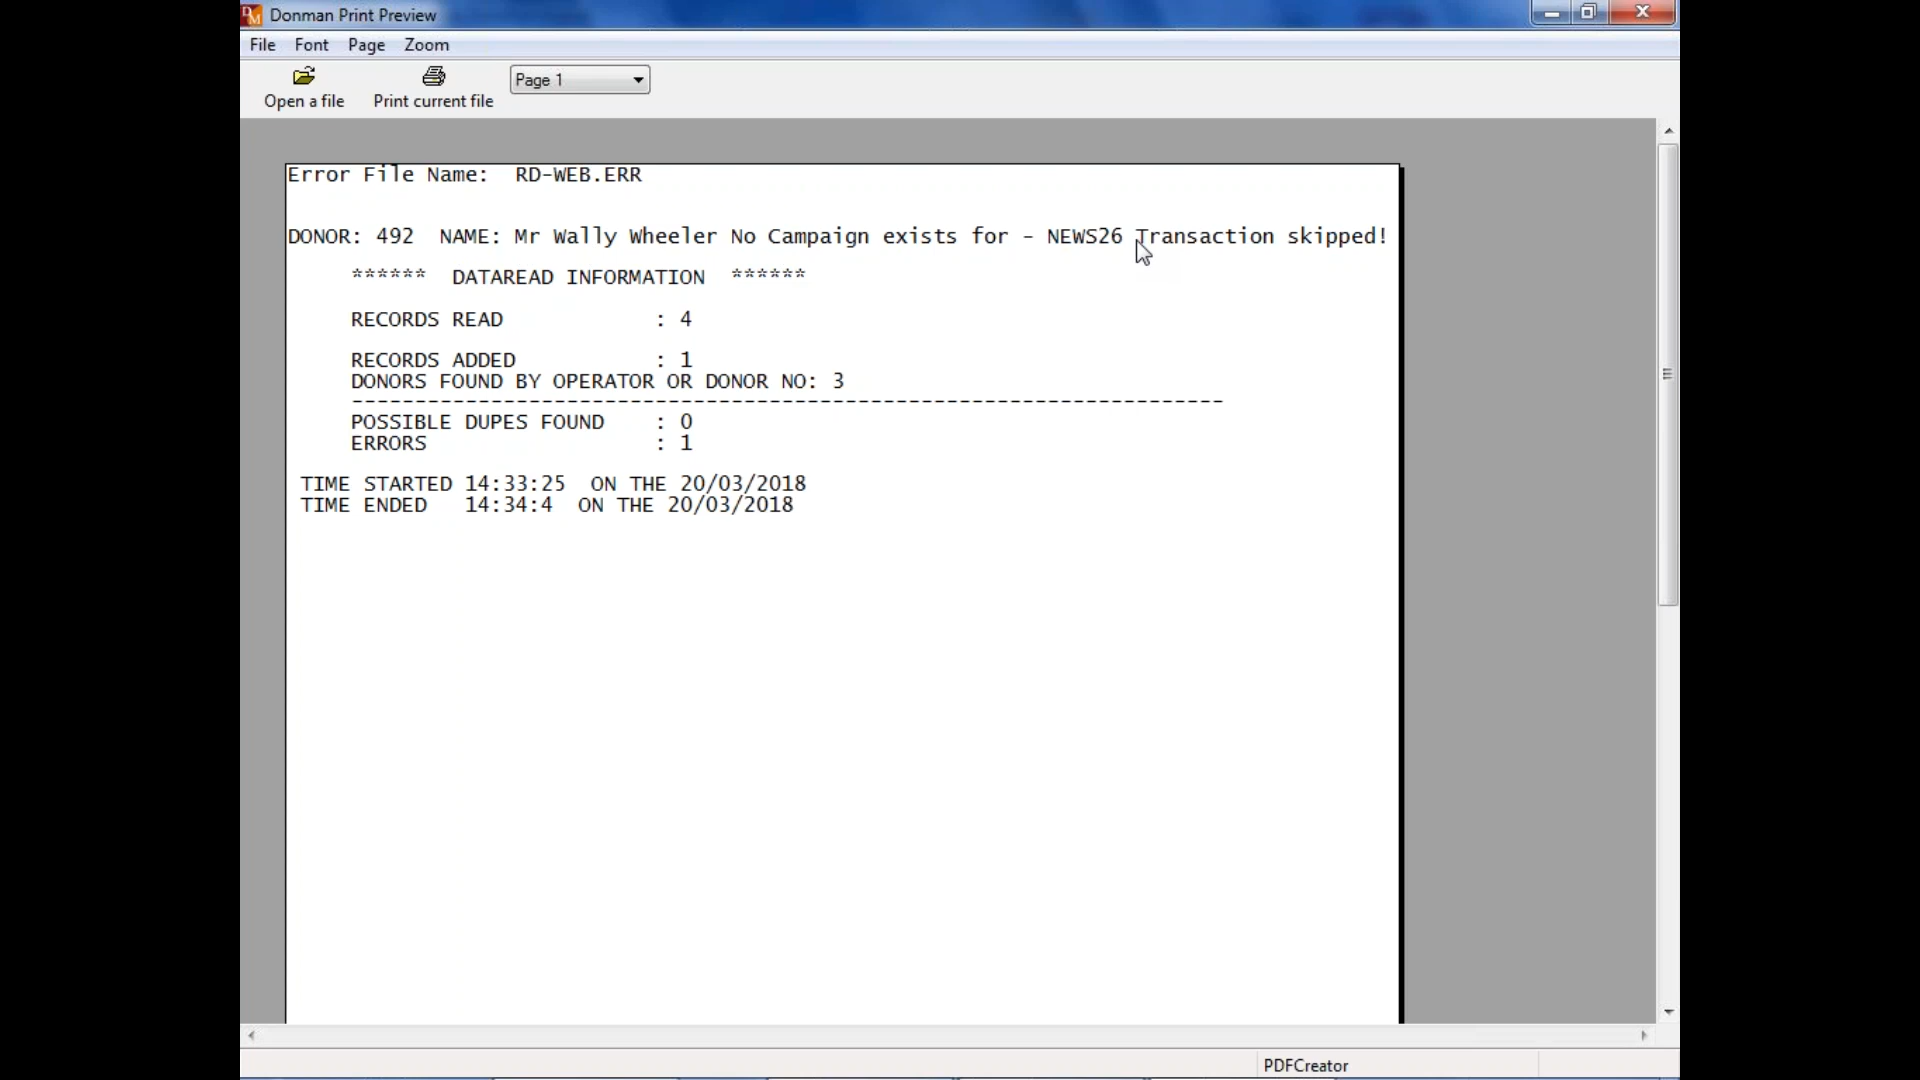 Donman Print Preview
File Font Page Zoom
Open a file Print current file Page 1
Error File Name: RD-WEB.ERR
DONOR: 492 NAME: Mr Wally Wheeler No Campaign exists for - NEWS26 Transaction skipped!
****** DATAREAD INFORMATION ******
RECORDS READ : 4
RECORDS ADDED : 1
DONORS FOUND BY OPERATOR OR DONOR NO: 3
---------------------------------------------------------------------
POSSIBLE DUPES FOUND : 0
ERRORS : 1
TIME STARTED 14:33:25 ON THE 20/03/2018
TIME ENDED 14:34:4 ON THE 20/03/2018
PDFCreator